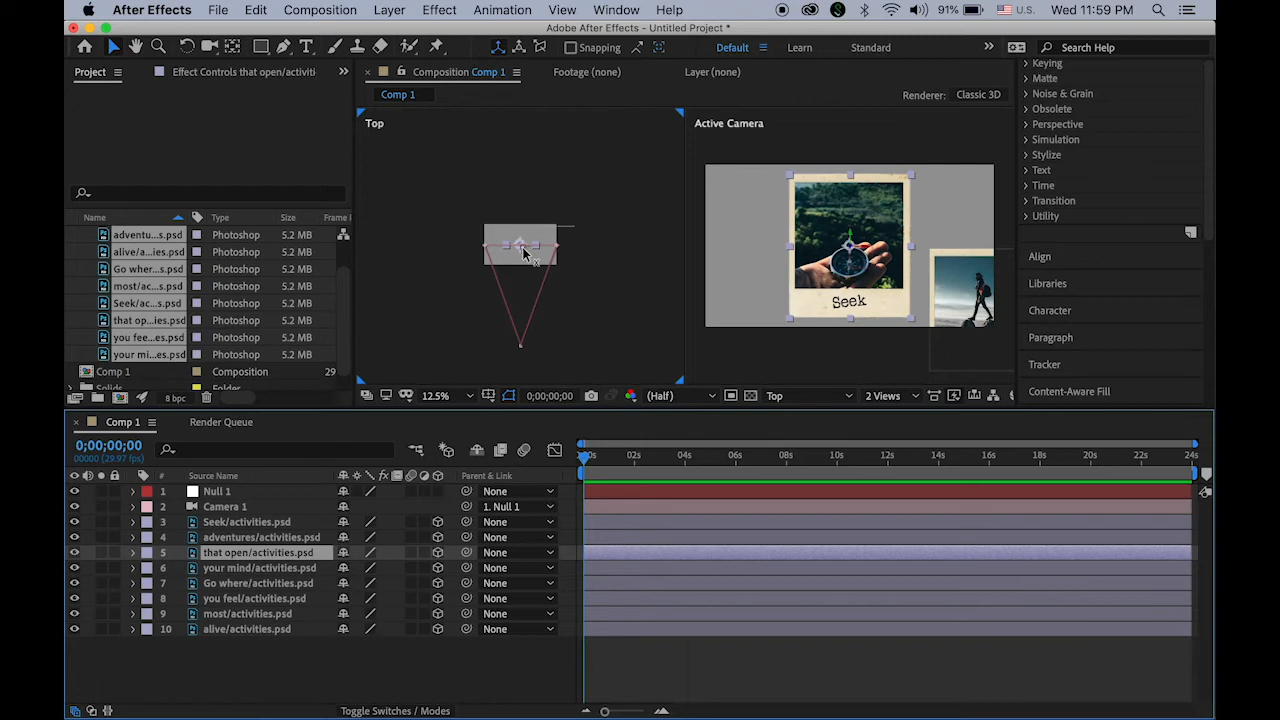 After Effects File Edit Composition Layer Effect Animation View Window Help 91% U.S. Wed 11:59 PM
Adobe After Effects - Untitled Project *
Snapping Default Learn Standard Search Help
Project Effect Controls that open/activiti Composition Comp 1 Footage (none) Layer (none)
Comp 1 Renderer: Classic 3D
Top Active Camera
Seek
Name Type Size Frame R
adventu...s.psd Photoshop 5.2 MB
alive/a...ies.psd Photoshop 5.2 MB
Go wher...s.psd Photoshop 5.2 MB
most/ac...s.psd Photoshop 5.2 MB
Seek/ac...s.psd Photoshop 5.2 MB
that op...ies.psd Photoshop 5.2 MB
you fee...es.psd Photoshop 5.2 MB
your mi...es.psd Photoshop 5.2 MB
Comp 1 Composition 29
Solids Folder
8 bpc
12.5% 0;00;00;00 (Half) Top 2 Views
Keying
Matte
Noise & Grain
Obsolete
Perspective
Simulation
Stylize
Text
Time
Transition
Utility
Align
Libraries
Character
Paragraph
Tracker
Content-Aware Fill
Comp 1 Render Queue
0;00;00;00
00000 (29.97 fps)
00s 02s 04s 06s 08s 10s 12s 14s 16s 18s 20s 22s 24s
# Source Name Parent & Link
1 Null 1 None
2 Camera 1 1. Null 1
3 Seek/activities.psd None
4 adventures/activities.psd None
5 that open/activities.psd None
6 your mind/activities.psd None
7 Go where/activities.psd None
8 you feel/activities.psd None
9 most/activities.psd None
10 alive/activities.psd None
Toggle Switches / Modes